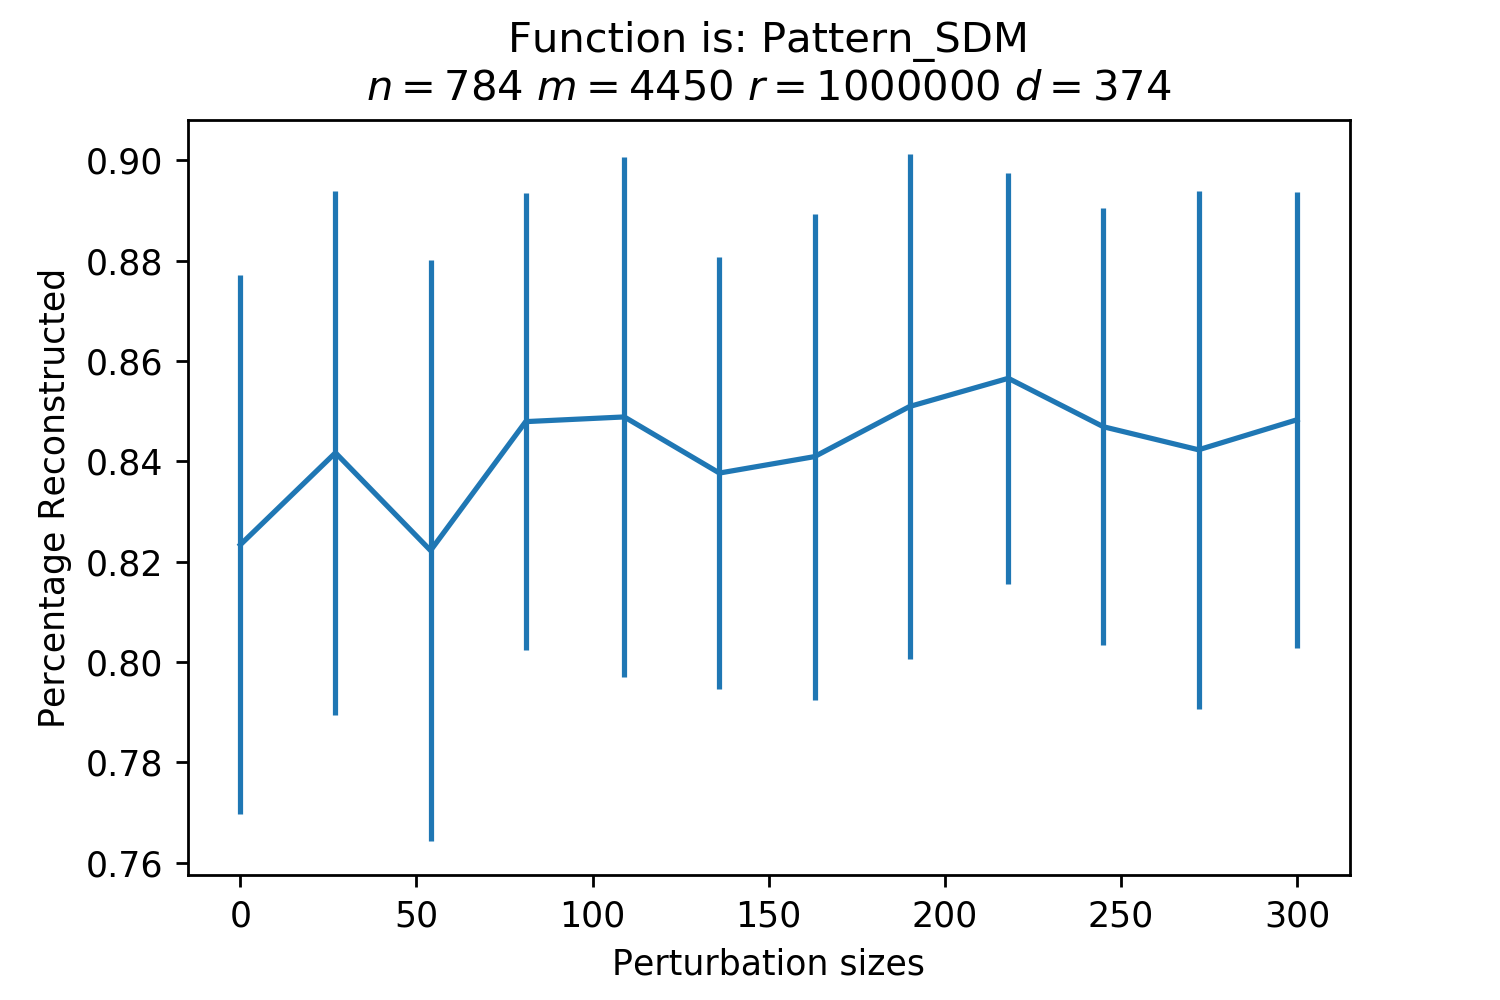 Function is: Pattern_SDM
n = 784 m = 4450 r = 1000000 d = 374
0.90
0.88
0.86
0.84
0.82
0.80
0.78
0.76
Percentage Reconstructed
0 50 100 150 200 250 300
Perturbation sizes